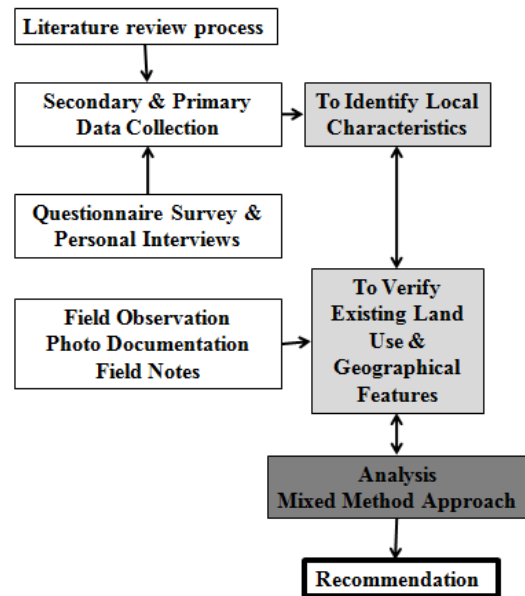 Literature review process
Secondary & Primary
Data Collection
To Identify Local
Characteristics
Questionnaire Survey &
Personal Interviews
To Verify
Existing Land
Use &
Geographical
Features
Field Observation
Photo Documentation
Field Notes
Analysis
Mixed Method Approach
Recommendation